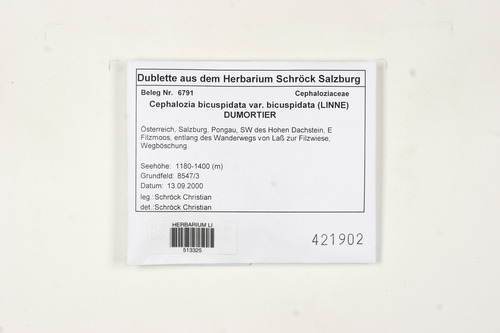 Dublette aus dem Herbarium Schröck Salzburg
Beleg Nr. 6791 Cephaloziaceae
Cephalozia bicuspidata var. bicuspidata (LINNE)
DUMORTIER
Österreich, Salzburg, Pongau, SW des Hohen Dachstein, E
Filzmoos, entlang des Wanderwegs von Laß zur Filzwiese,
Wegböschung.
Seehöhe: 1180-1400 (m)
Grundfeld: 8547/3
Datum: 13.09.2000
leg.:Schröck Christian
det.:Schröck Christian
HERBARIUM LI
513325
421902